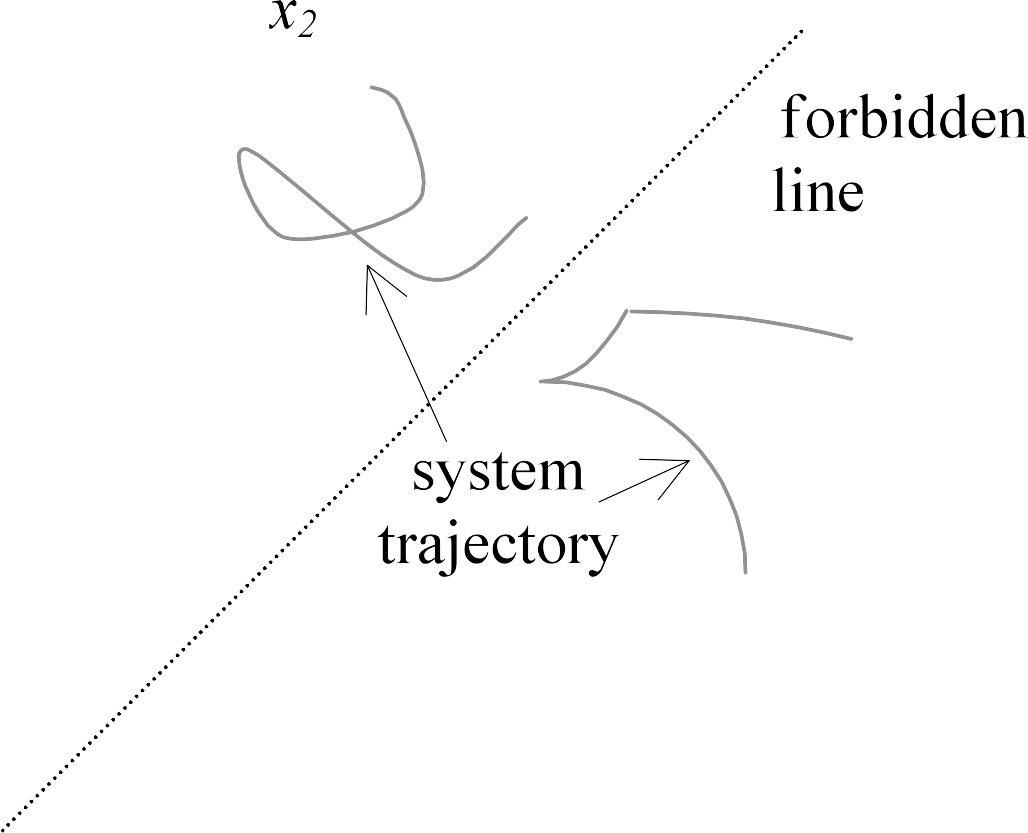 x2
forbidden
line
system
trajectory